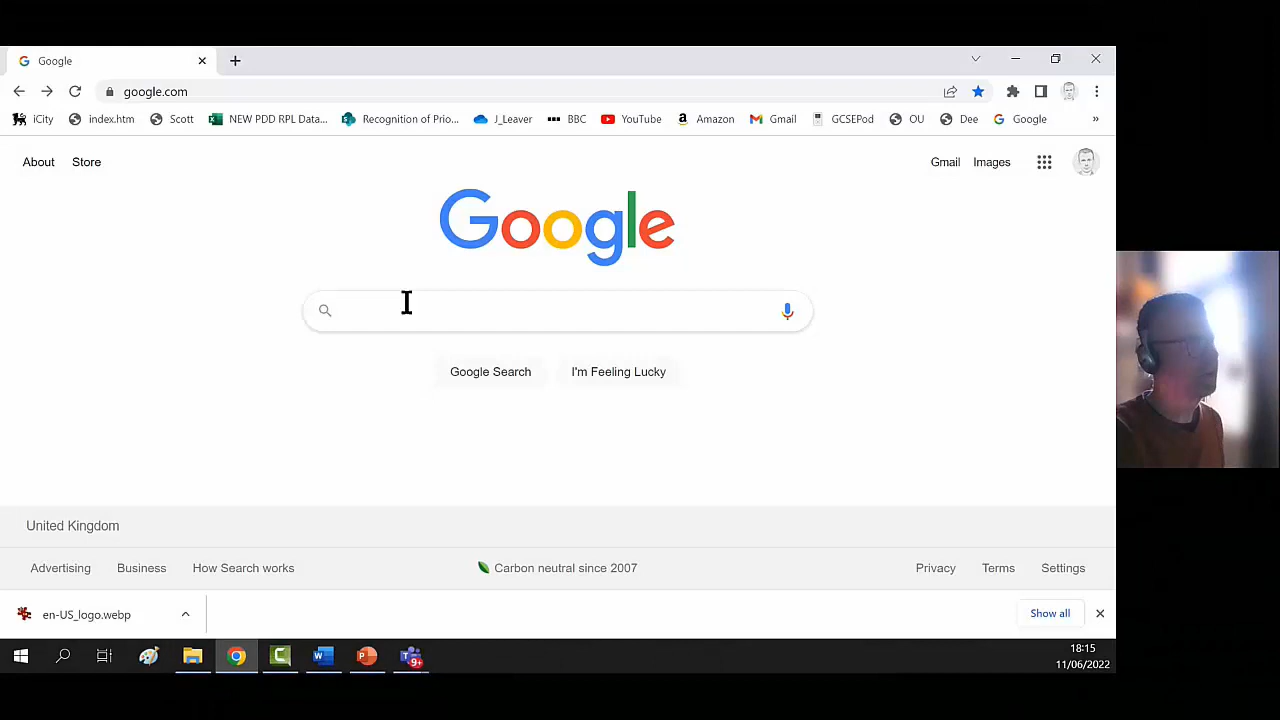 Google
google.com
iCity index.htm Scott NEW PDD RPL Data... Recognition of Prio... J_Leaver BBC YouTube Amazon Gmail GCSEPod OU Dee Google »
About Store Gmail Images
Google
Google Search I'm Feeling Lucky
United Kingdom
Advertising Business How Search works Carbon neutral since 2007 Privacy Terms Settings
en-US_logo.webp Show all
18:15
9+
11/06/2022